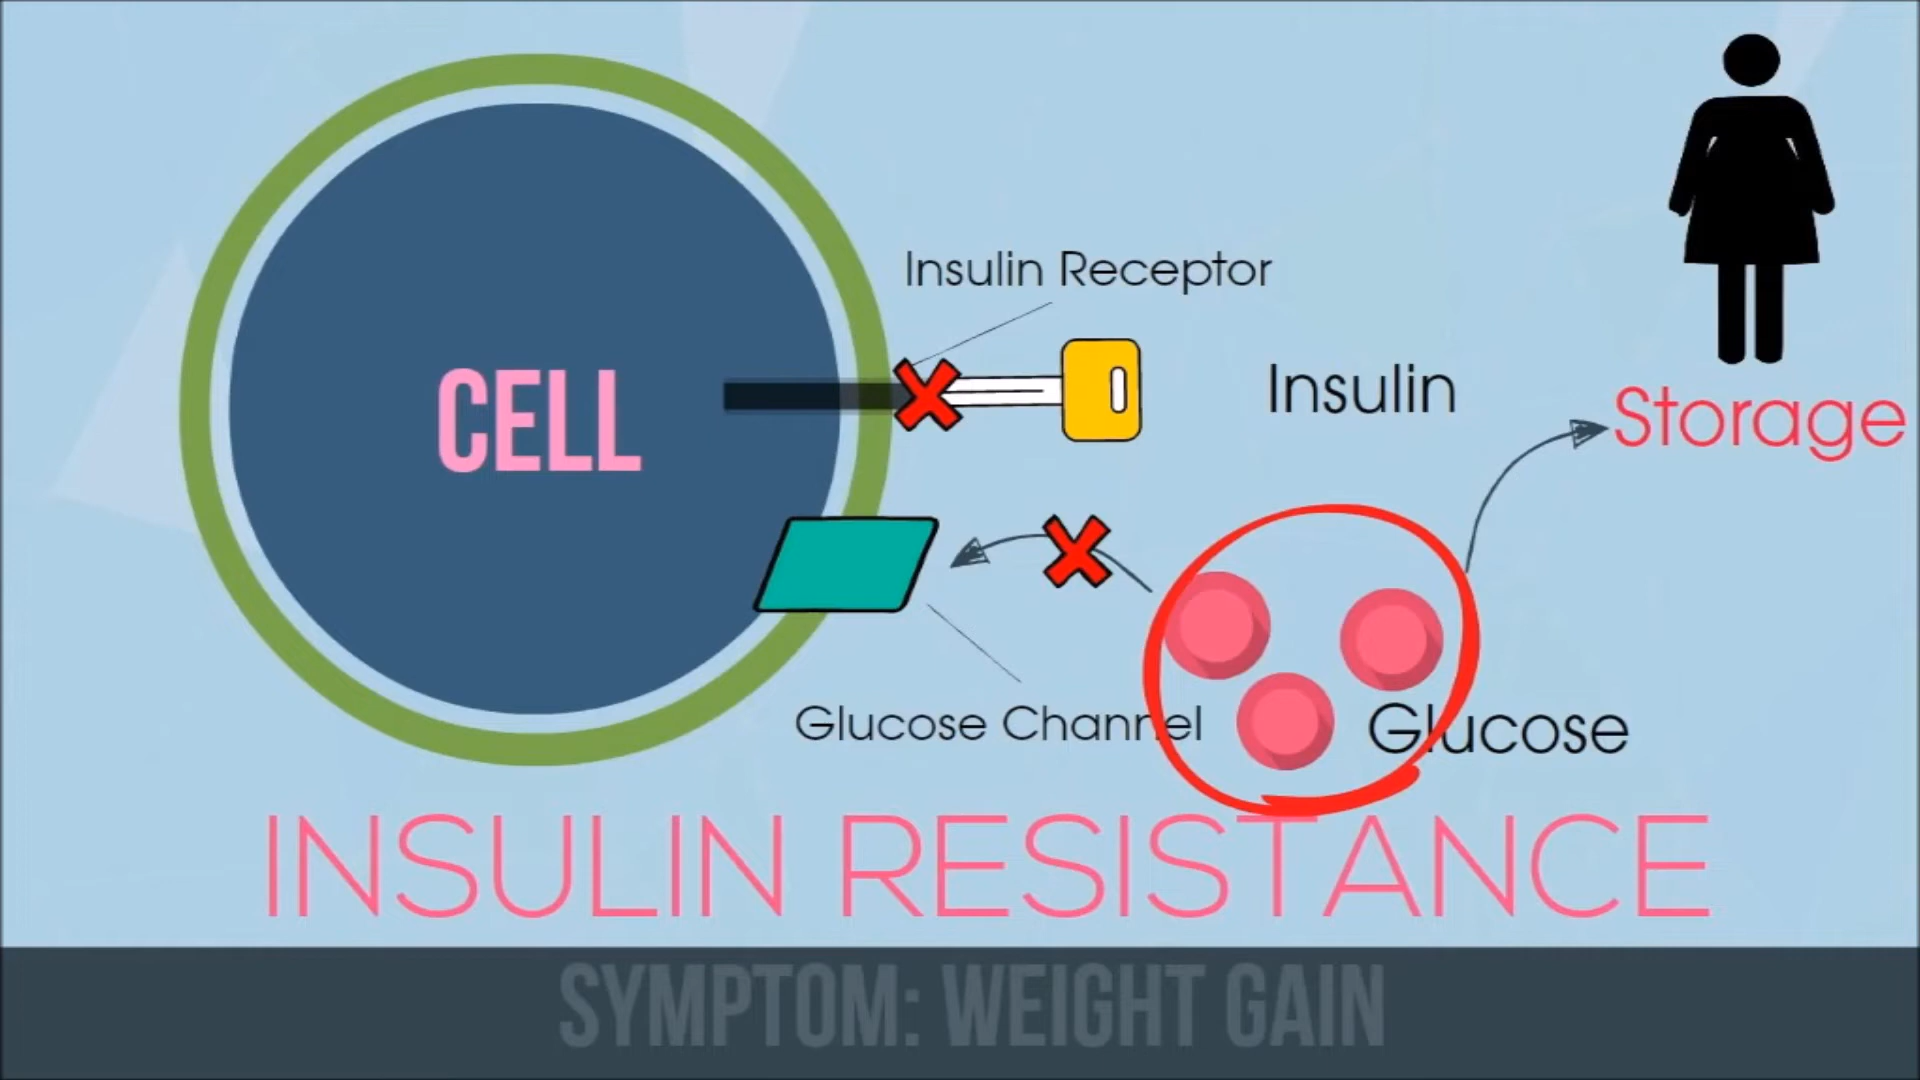 Insulin Receptor
CELL
Insulin
Storage
Glucose Channel
Glucose
INSULIN RESISTANCE
SYMPTOM: WEIGHT GAIN